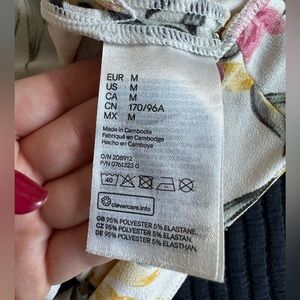 EUR M
US M
CA M
CN 170/96A
MX M
Made in Cambodia
Fabriqué en Cambodge
Hecho en Camboya
O/N 208912
P/N 0761323 0
40
clevercare.info
GB 95% POLYESTER 5% ELASTANE.
CZ 95% POLYESTER 5% ELASTAN.
DE 95% POLYESTER 5% ELASTHAN.